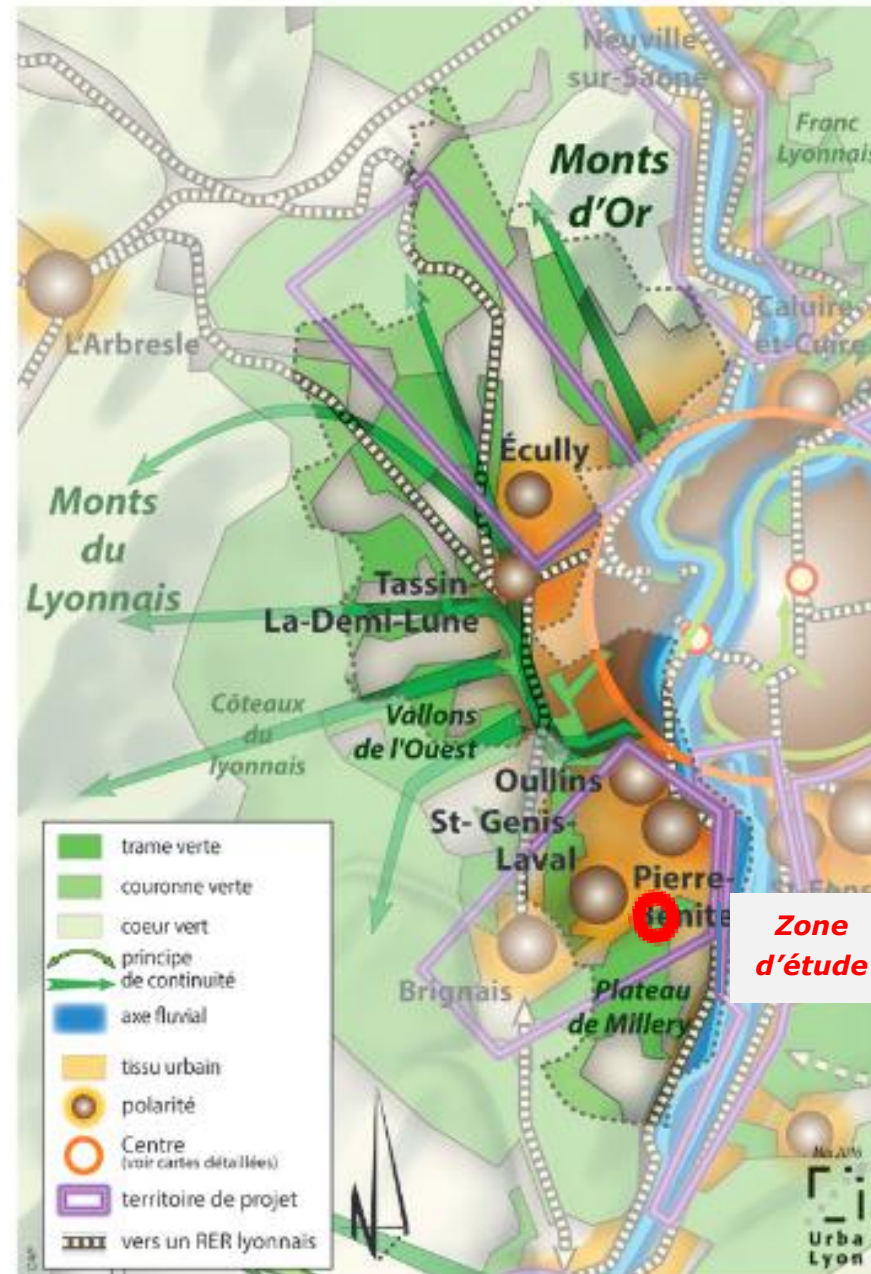 Neuville
sur-Saône
Franc
Lyonnais
Monts
d'Or
Caluire-
et-Cuire
L'Arbresle
Écully
Monts
du
Lyonnais
Tassin-
La-Demi-Lune
Côteaux
du
lyonnais
Vallons
de l'Ouest
Oullins
St- Genis-
Laval
Pierre-
Bénite
Zone
d'étude
Brignais
Plateau
de Millery
trame verte
couronne verte
coeur vert
principe
de continuité
axe fluvial
tissu urbain
polarité
Centre
(voir cartes détaillées)
territoire de projet
vers un RER lyonnais
Urba
Lyon